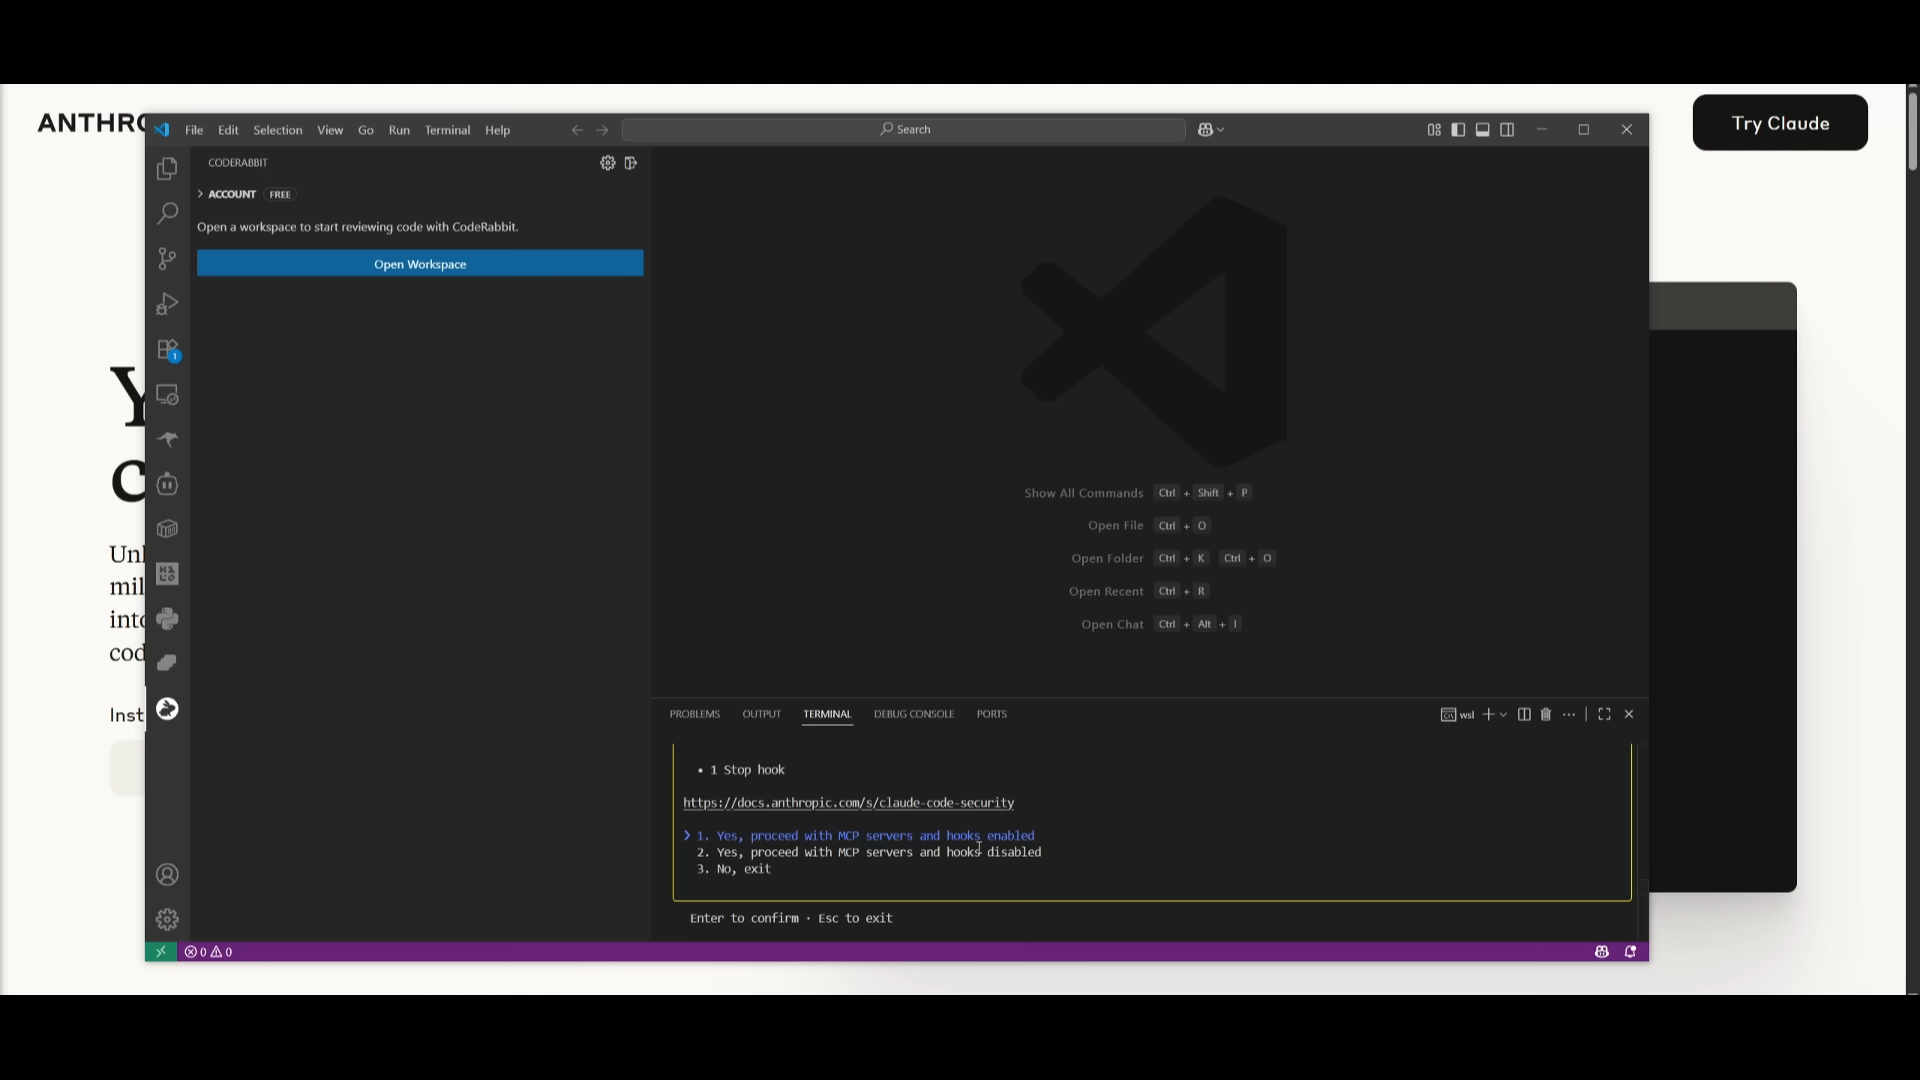 ANTHRO
Try Claude
File Edit Selection View Go Run Terminal Help
Search
CODERABBIT
ACCOUNT FREE
Open a workspace to start reviewing code with CodeRabbit.
Open Workspace
1
Y
c
Unl
mil
into
cod
Inst
Show All Commands Ctrl + Shift + P
Open File Ctrl + O
Open Folder Ctrl + K Ctrl + O
Open Recent Ctrl + R
Open Chat Ctrl + Alt + I
PROBLEMS OUTPUT TERMINAL DEBUG CONSOLE PORTS
wsl
• 1 Stop hook
https://docs.anthropic.com/s/claude-code-security
❯ 1. Yes, proceed with MCP servers and hooks enabled
2. Yes, proceed with MCP servers and hooks disabled
3. No, exit
Enter to confirm · Esc to exit
0 0